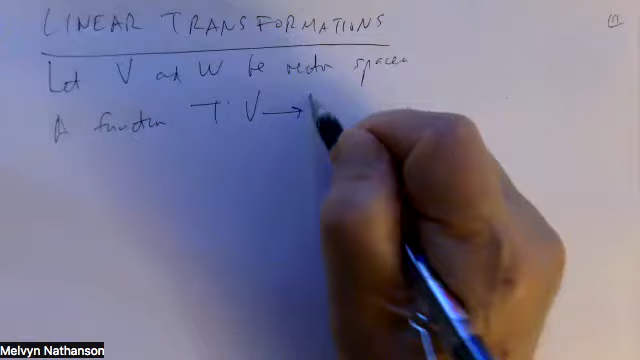 LINEAR TRANSFORMATIONS
Let V and W be vector spaces
A function T: V →
Melvyn Nathanson